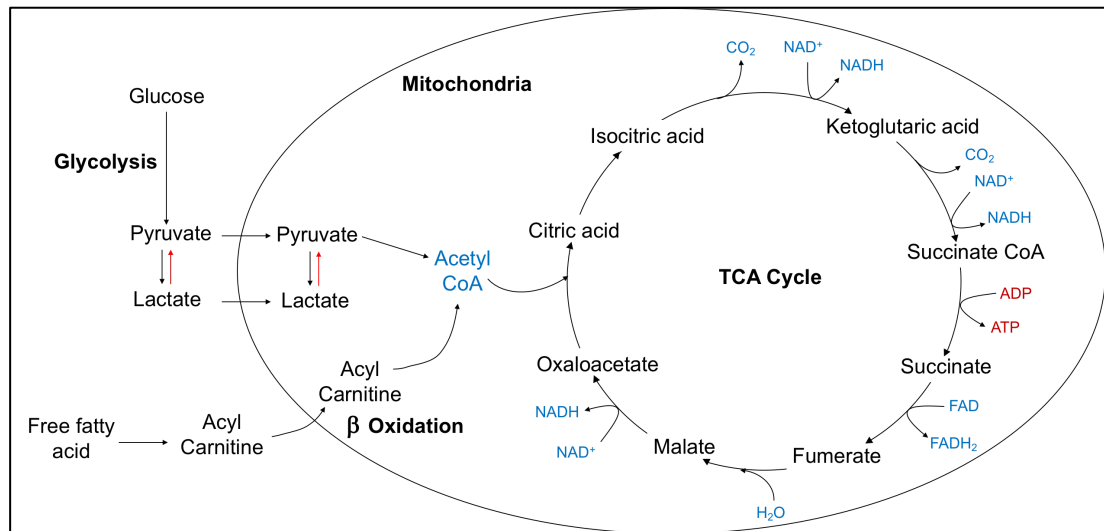 Mitochondria
CO₂
NAD⁺
NADH
Glucose
Isocitric acid
Ketoglutaric acid
Glycolysis
CO₂
NAD⁺
NADH
Pyruvate
Pyruvate
Citric acid
Acetyl
CoA
TCA Cycle
Succinate CoA
Lactate
Lactate
ADP
ATP
Oxaloacetate
Succinate
Acyl
Carnitine
NADH
FAD
Free fatty
acid
Acyl
Carnitine
β Oxidation
NAD⁺
Malate
Fumerate
FADH₂
H₂O